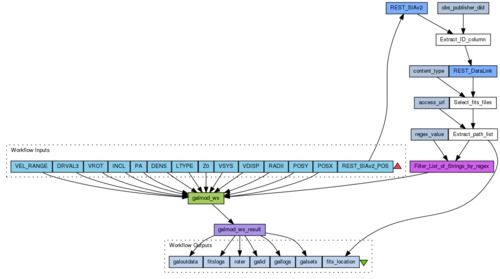 REST_SIAv2
obs_publisher_did
Extract_ID_column
content_type
REST_DataLink
access_url
Select_fits_files
regex_value
Extract_path_list
Workflow Inputs
VEL_RANGE
DRVAL3
VROT
INCL
PA
DENS
LTYPE
Z0
VSYS
VDISP
RADII
POSY
POSX
REST_SIAv2_POS
Filter_List_of_Strings_by_regex
galmod_ws
galmod_ws_result
Workflow Outputs
galoutdata
fitslogs
roter
galid
gallogs
galsets
fits_location